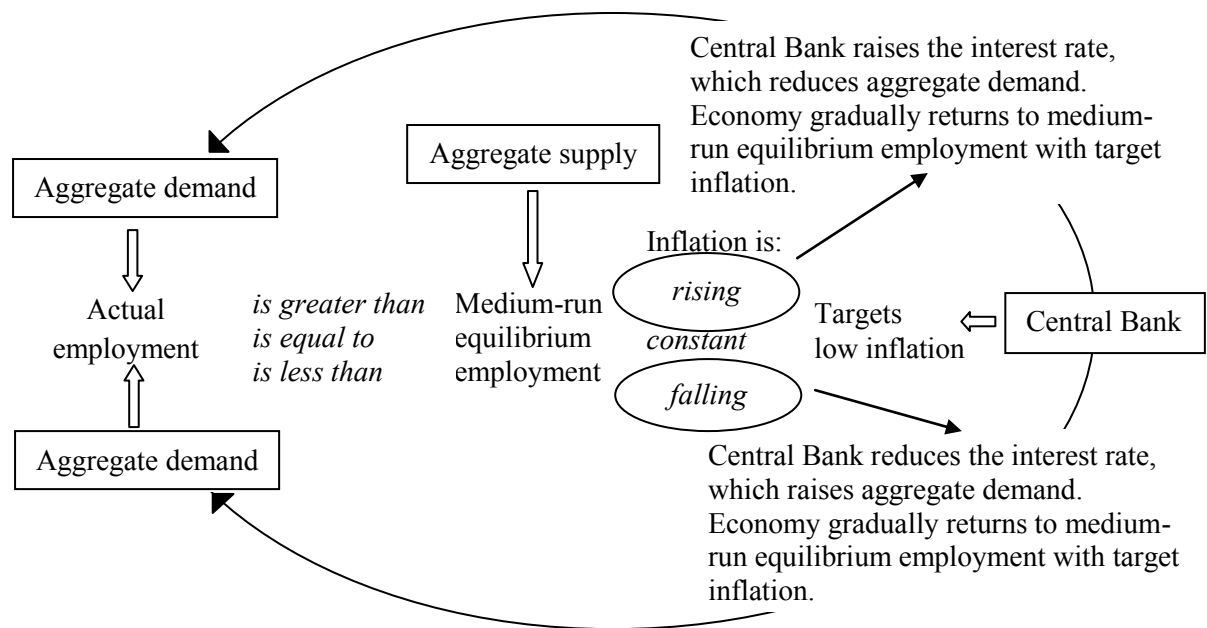 Central Bank raises the interest rate,
which reduces aggregate demand.
Economy gradually returns to medium-
run equilibrium employment with target
inflation.
Aggregate supply
Aggregate demand
Inflation is:
rising
constant
falling
Actual
employment
is greater than
is equal to
is less than
Medium-run
equilibrium
employment
Targets
low inflation
Central Bank
Aggregate demand
Central Bank reduces the interest rate,
which raises aggregate demand.
Economy gradually returns to medium-
run equilibrium employment with target
inflation.